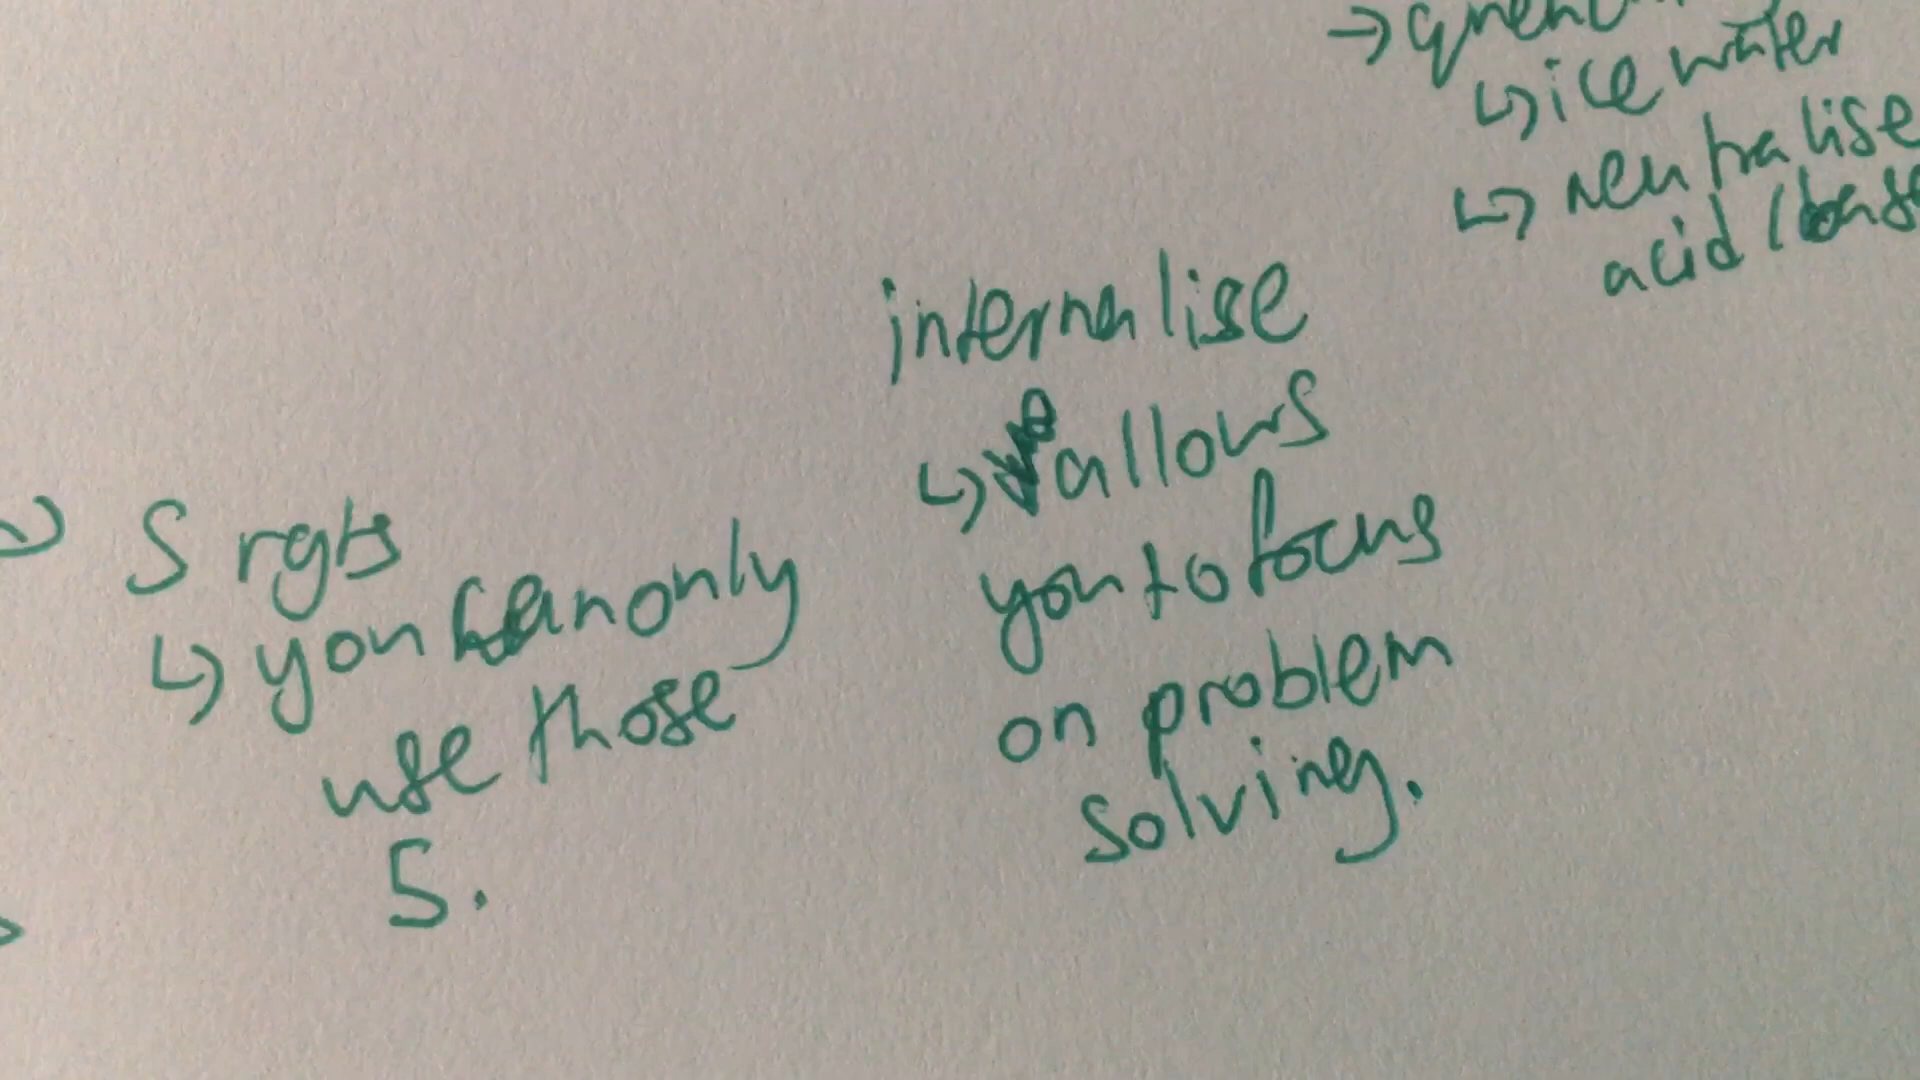 ↳ ice water
↳ neutralise
acid /
internalise
↳ allows
you to focus
on problem
solving.
5 rgts
↳ you can only
use those
5.